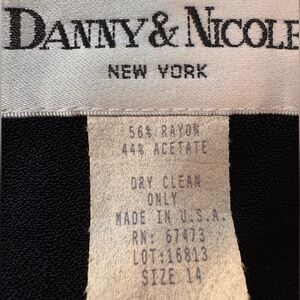 DANNY & NICOLE
NEW YORK
56% RAYON
44% ACETATE
DRY CLEAN
ONLY
MADE IN U.S.A.
RN: 67473
LOT:16813
SIZE 14